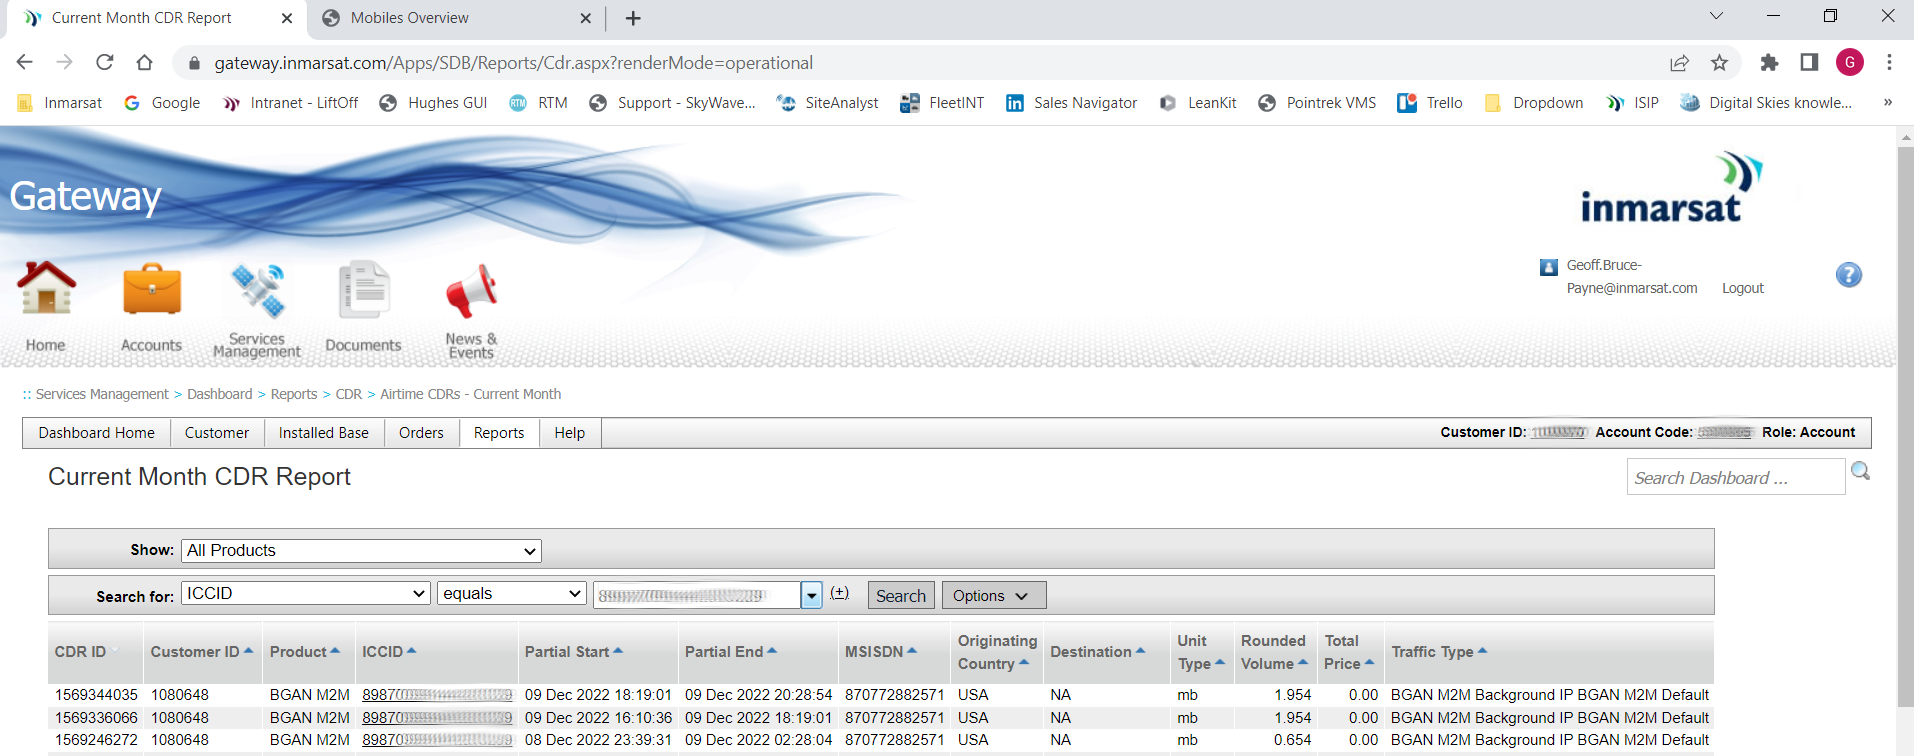 Current Month CDR Report
Mobiles Overview
gateway.inmarsat.com/Apps/SDB/Reports/Cdr.aspx?renderMode=operational
G
Inmarsat Google Intranet - LiftOff Hughes GUI RTM RTM Support - SkyWave... SiteAnalyst FleetINT Sales Navigator LeanKit Pointrek VMS Trello Dropdown ISIP Digital Skies knowle... »
Gateway
inmarsat
Geoff.Bruce-
Payne@inmarsat.com Logout
Home Accounts Services Management Documents News & Events
:: Services Management > Dashboard > Reports > CDR > Airtime CDRs - Current Month
Dashboard Home Customer Installed Base Orders Reports Help Customer ID: Account Code: Role: Account
Current Month CDR Report
Search Dashboard ...
Show: All Products
Search for: ICCID equals (+) Search Options
CDR ID Customer ID Product ICCID Partial Start Partial End MSISDN Originating Country Destination Unit Type Rounded Volume Total Price Traffic Type
1569344035 1080648 BGAN M2M 09 Dec 2022 18:19:01 09 Dec 2022 20:28:54 870772882571 USA NA mb 1.954 0.00 BGAN M2M Background IP BGAN M2M Default
1569336066 1080648 BGAN M2M 09 Dec 2022 16:10:36 09 Dec 2022 18:19:01 870772882571 USA NA mb 1.954 0.00 BGAN M2M Background IP BGAN M2M Default
1569246272 1080648 BGAN M2M 08 Dec 2022 23:39:31 09 Dec 2022 02:28:04 870772882571 USA NA mb 0.654 0.00 BGAN M2M Background IP BGAN M2M Default